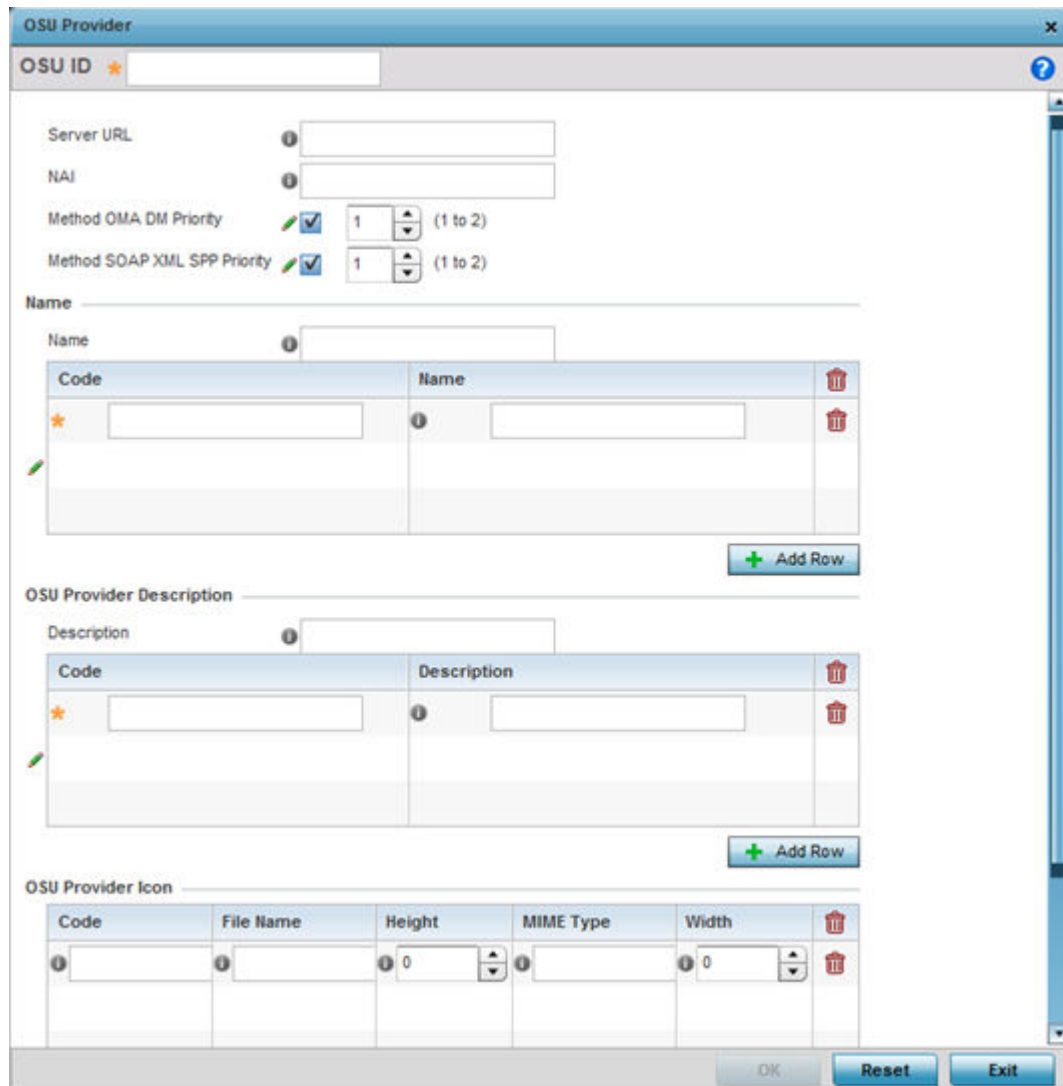 OSU Provider
OSU ID *
Server URL
NAI
Method OMA DM Priority 1 (1 to 2)
Method SOAP XML SPP Priority 1 (1 to 2)
Name
Name
Code Name
*
Add Row
OSU Provider Description
Description
Code Description
*
Add Row
OSU Provider Icon
Code File Name Height MIME Type Width
0 0
OK Reset Exit